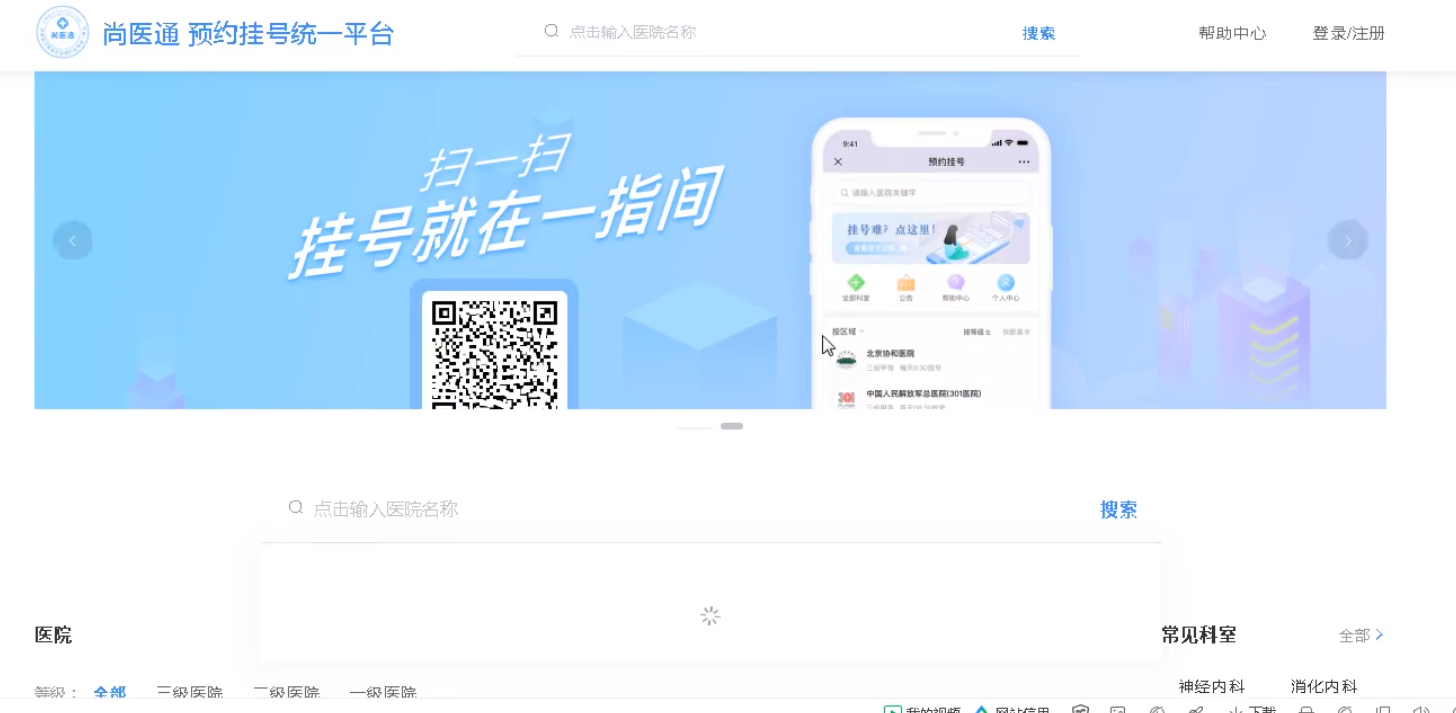 尚医通
尚医通 预约挂号统一平台
点击输入医院名称
搜索
帮助中心
登录/注册
扫一扫
挂号就在一指间
9:41
预约挂号
请输入医院关键字
挂号难？点这里！
全部科室
公告
帮助中心
个人中心
按区域
按等级
北京协和医院
三级甲等 每天8:30放号
中国人民解放军总医院(301医院)
点击输入医院名称
搜索
医院
常见科室
全部
等级： 全部 三级医院 二级医院 一级医院
神经内科 消化内科
我的视频
网站信用
下载